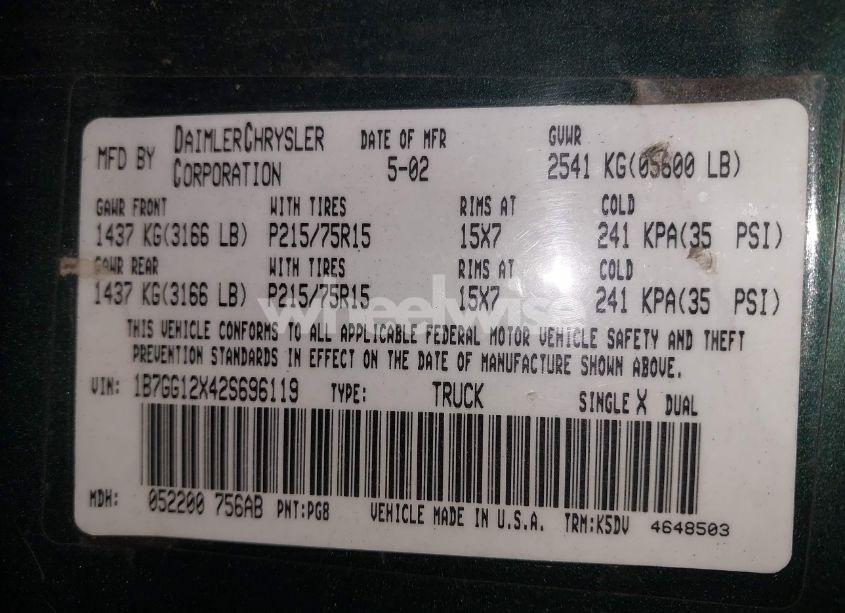 MFD BY DAIMLERCHRYSLER CORPORATION DATE OF MFR 5-02 GVWR 2541 KG(05600 LB)
GAWR FRONT WITH TIRES RIMS AT COLD
1437 KG(3166 LB) P215/75R15 15X7 241 KPA(35 PSI)
GAWR REAR WITH TIRES RIMS AT COLD
1437 KG(3166 LB) P215/75R15 15X7 241 KPA(35 PSI)
wheelwise
THIS VEHICLE CONFORMS TO ALL APPLICABLE FEDERAL MOTOR VEHICLE SAFETY AND THEFT
PREVENTION STANDARDS IN EFFECT ON THE DATE OF MANUFACTURE SHOWN ABOVE.
VIN: 1B7GG12X42S696119 TYPE: TRUCK SINGLE X DUAL
MDH: 052200 756AB PNT:PG8 VEHICLE MADE IN U.S.A. TRM:K5DV 4648503